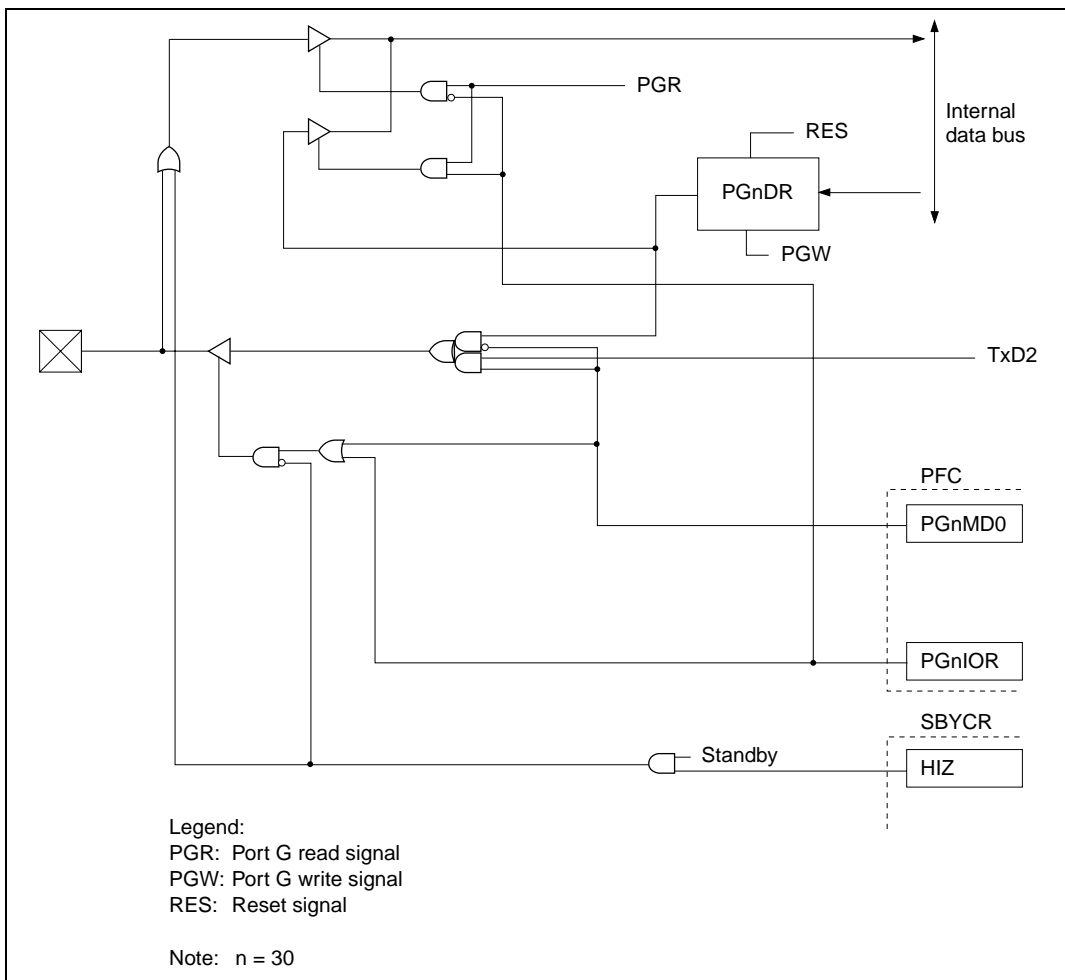 PGR
Internal
data bus
RES
PGnDR
PGW
TxD2
PFC
PGnMD0
PGnIOR
SBYCR
Standby
HIZ
Legend:
PGR: Port G read signal
PGW: Port G write signal
RES: Reset signal
Note: n = 30